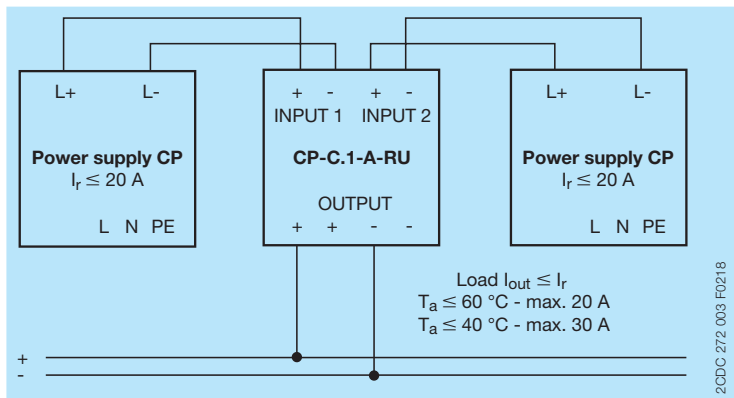 L+ L-
Power supply CP
Ir ≤ 20 A
L N PE
+ - + -
INPUT 1 INPUT 2
CP-C.1-A-RU
OUTPUT
+ + - -
L+ L-
Power supply CP
Ir ≤ 20 A
L N PE
Load Iout ≤ Ir
Ta ≤ 60 °C - max. 20 A
Ta ≤ 40 °C - max. 30 A
+
-
2CDC 272 003 F0218